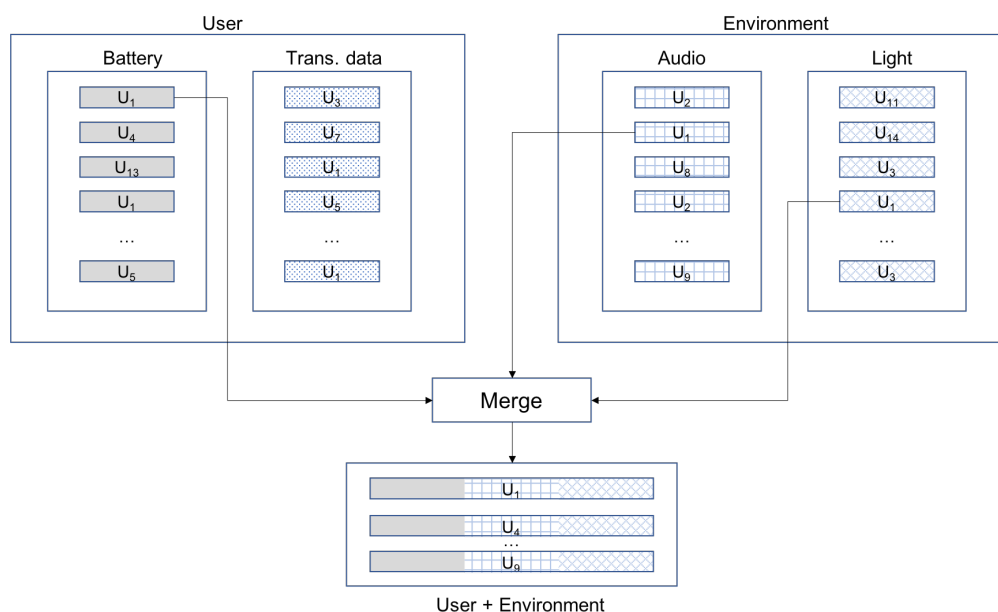 User
Environment
Battery
Trans. data
Audio
Light
U₁
U₄
U₁₃
U₁
...
U₅
U₃
U₇
U₁
U₅
...
U₁
U₂
U₁
U₈
U₂
...
U₉
U₁₁
U₁₄
U₃
U₁
...
U₃
Merge
U₁
U₄
...
U₉
User + Environment